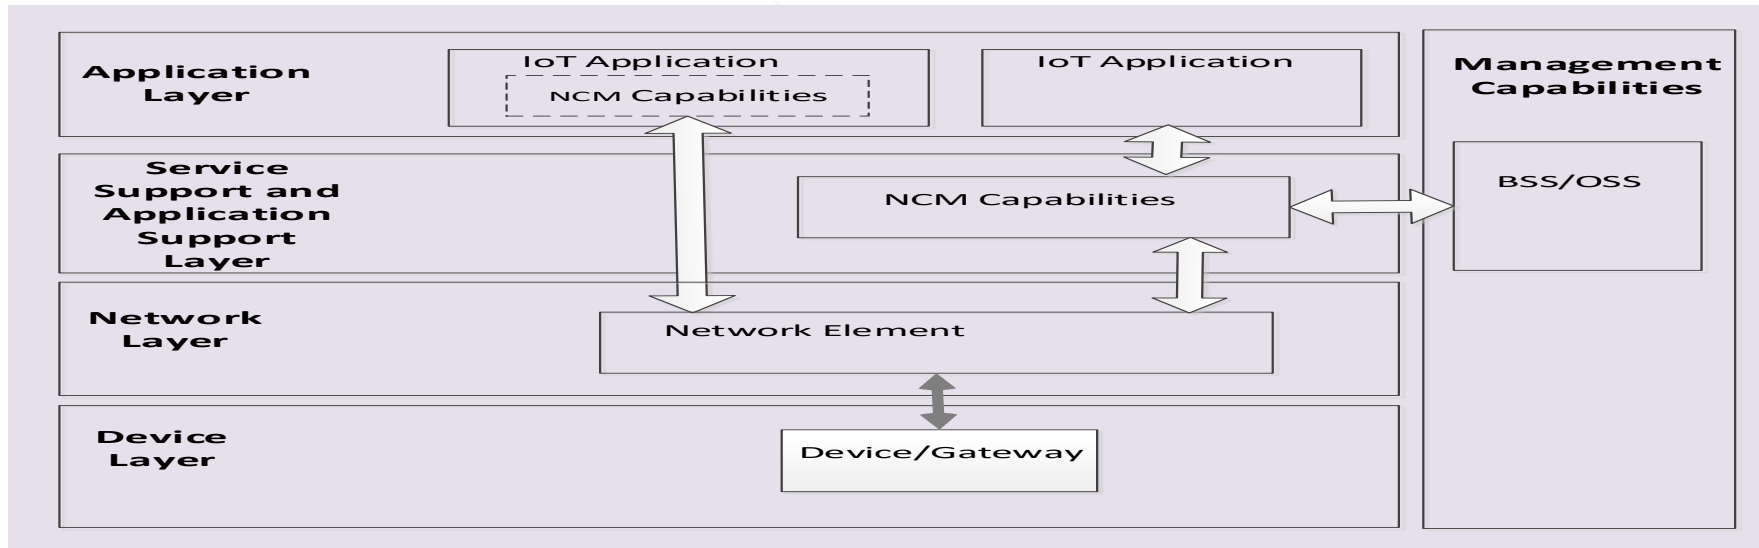 Application
Layer
IoT Application
NCM Capabilities
IoT Application
Management
Capabilities
Service
Support and
Application
Support
Layer
NCM Capabilities
BSS/OSS
Network
Layer
Network Element
Device
Layer
Device/Gateway